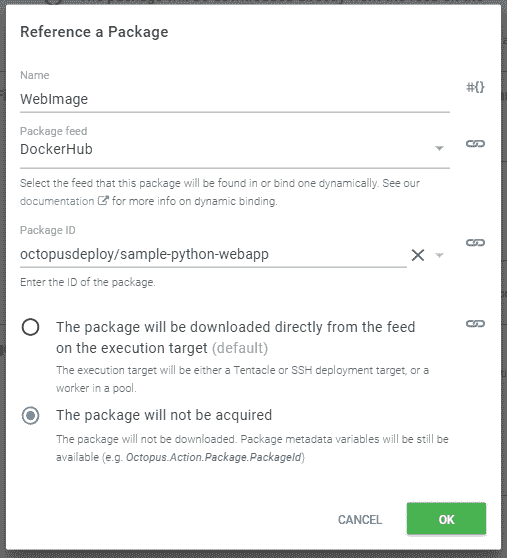 Reference a Package
Name
#{}
WebImage
Package feed
DockerHub
Select the feed that this package will be found in or bind one dynamically. See our
documentation for more info on dynamic binding.
Package ID
octopusdeploy/sample-python-webapp
Enter the ID of the package.
The package will be downloaded directly from the feed
on the execution target (default)
The execution target will be either a Tentacle or SSH deployment target, or a
worker in a pool.
The package will not be acquired
The package will not be downloaded. Package metadata variables will be still be
available (e.g. Octopus.Action.Package.PackageId)
CANCEL
OK